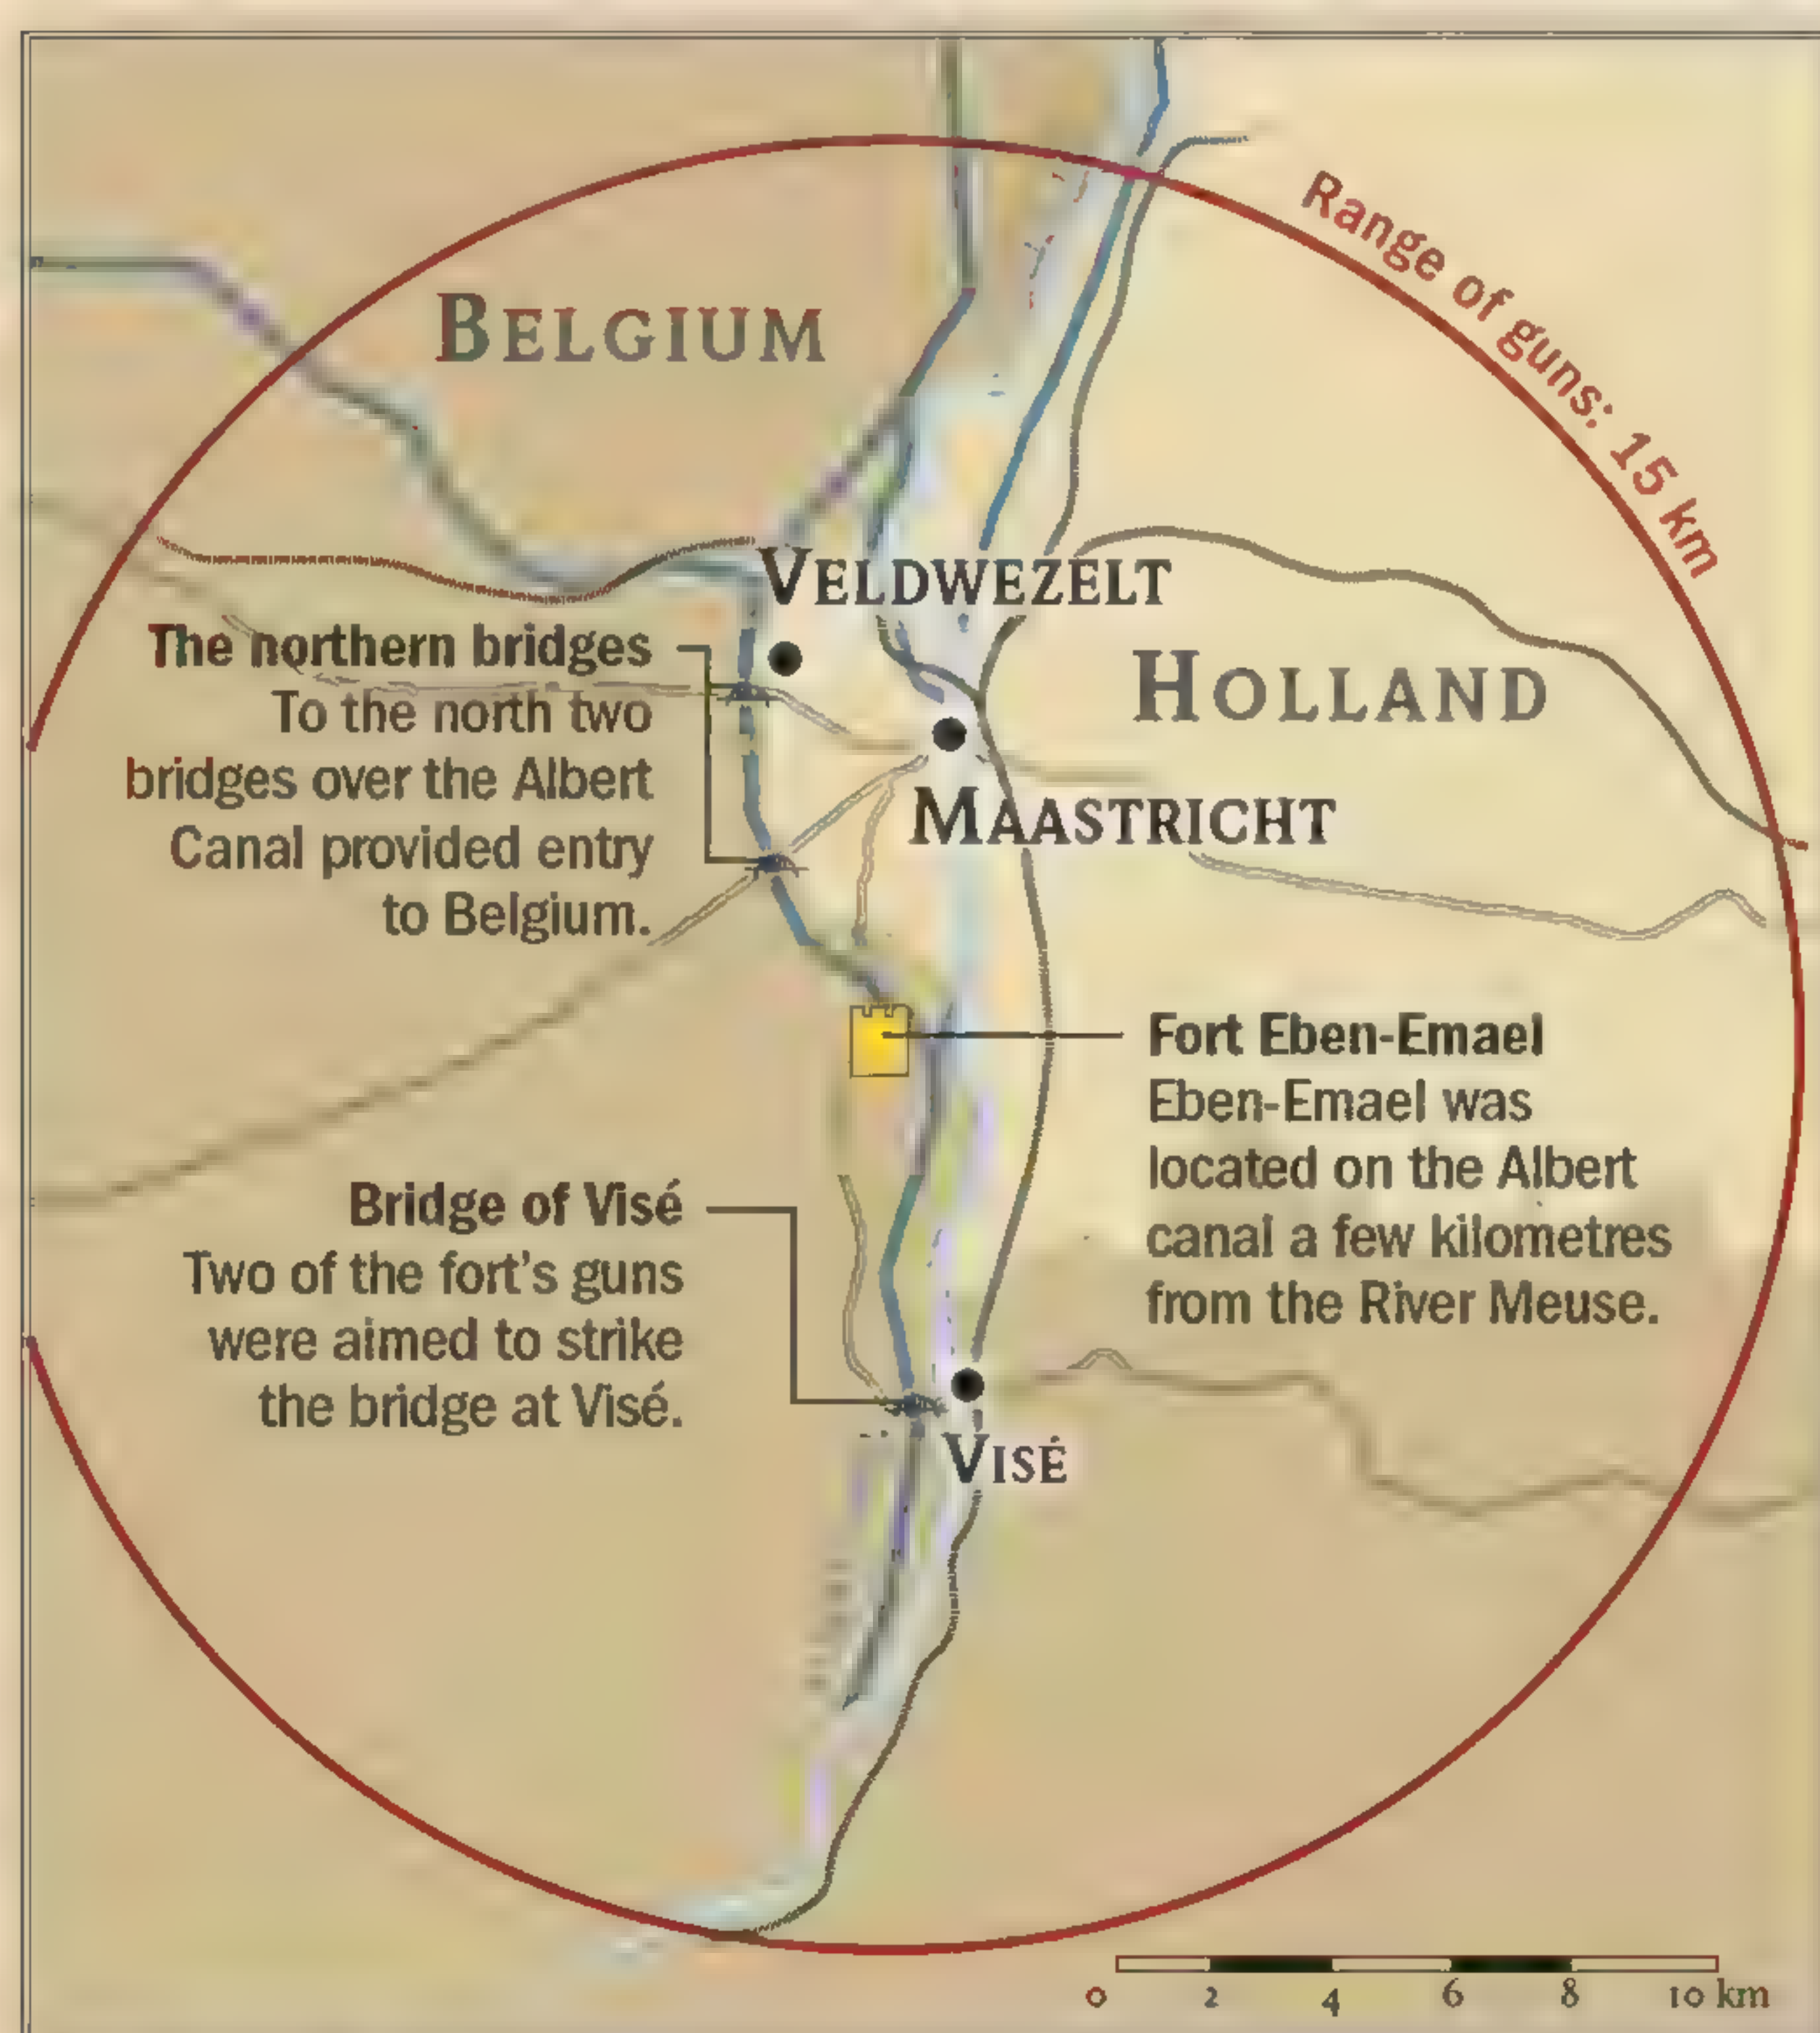 Range of guns: 15 km
BELGIUM
VELDWEZELT
The northern bridges
To the north two
bridges over the Albert
Canal provided entry
to Belgium.
HOLLAND
MAASTRICHT
Fort Eben-Emael
Eben-Emael was
located on the Albert
canal a few kilometres
from the River Meuse.
Bridge of Visé
Two of the fort's guns
were aimed to strike
the bridge at Visé.
VISÉ
0 2 4 6 8 10 km